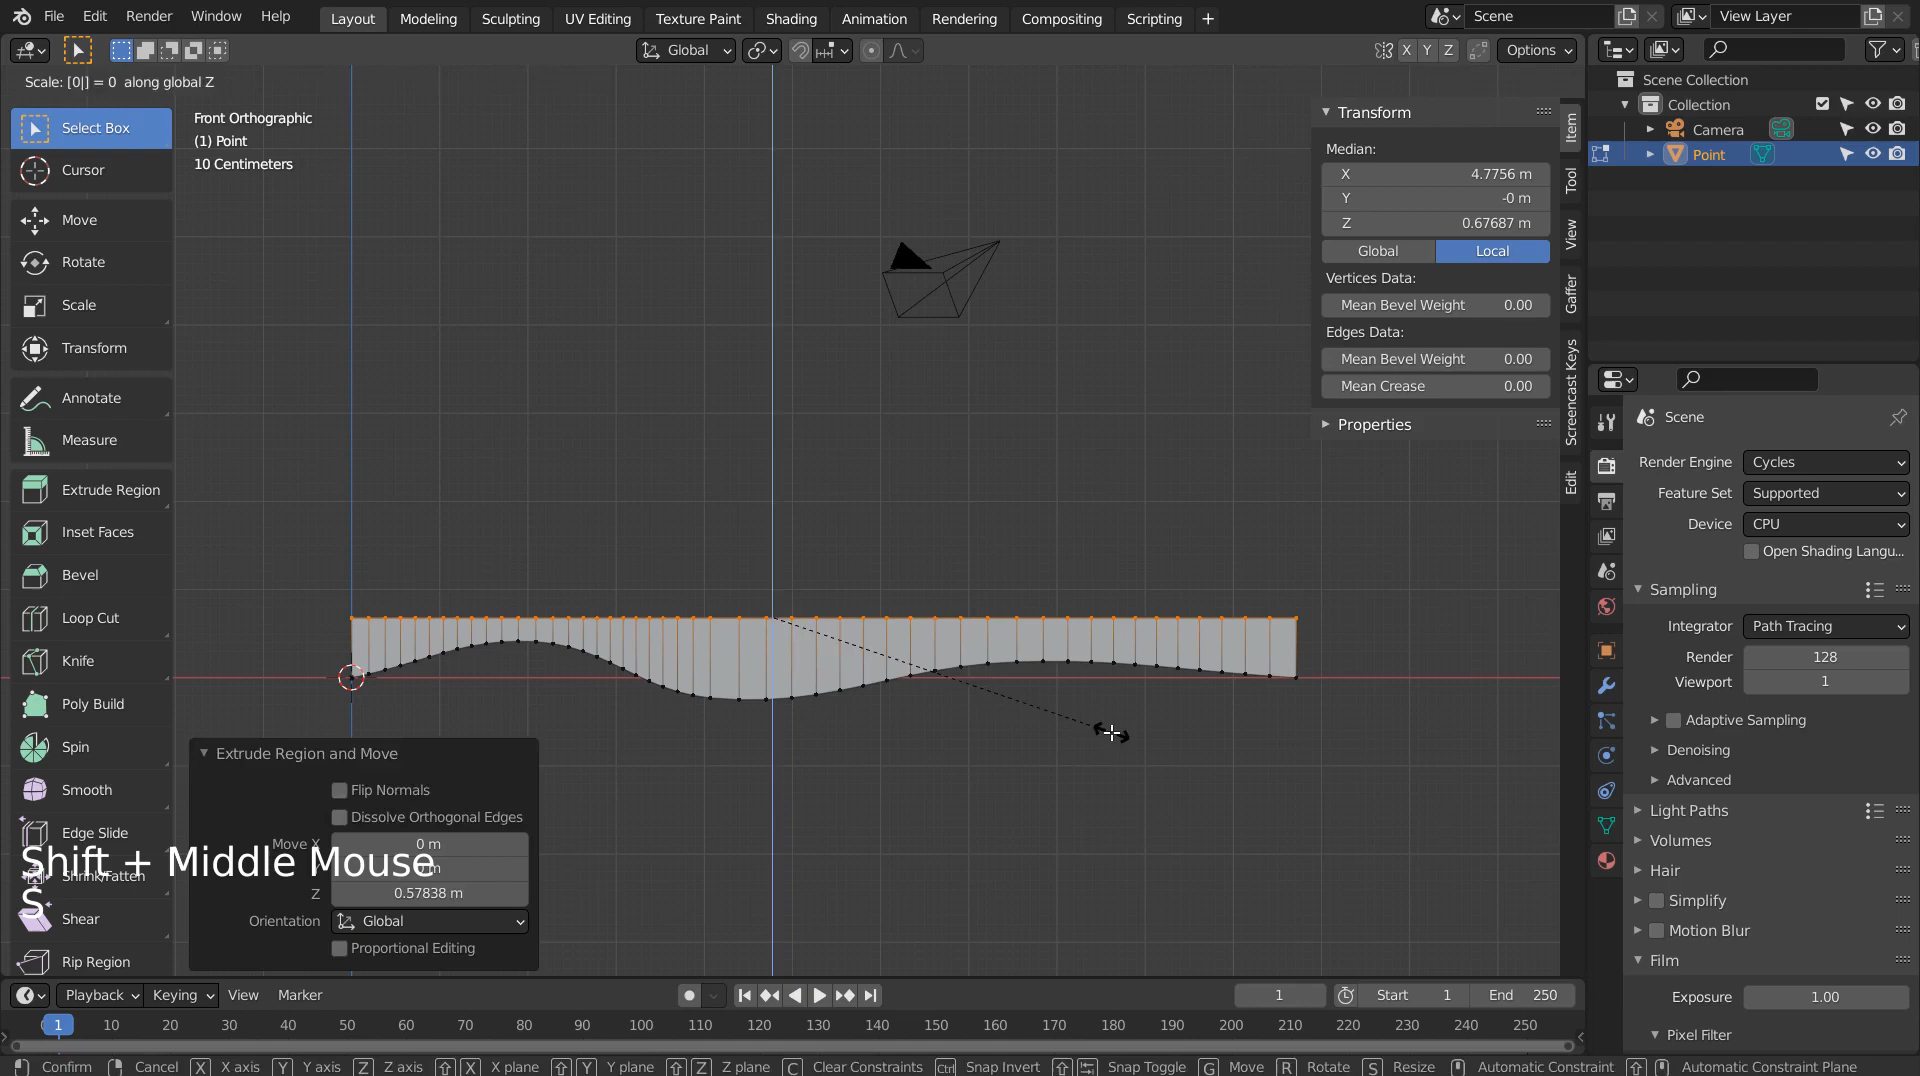 File Edit Render Window Help Layout Modeling Sculpting UV Editing Texture Paint Shading Animation Rendering Compositing Scripting + Scene View Layer
Global X Y Z Options
Scale: [0|] = 0 along global Z
Front Orthographic
(1) Point
10 Centimeters
Select Box
Cursor
Move
Rotate
Scale
Transform
Annotate
Measure
Extrude Region
Inset Faces
Bevel
Loop Cut
Knife
Poly Build
Spin
Smooth
Edge Slide
Shrink/Fatten
Shear
Rip Region
Shift + Middle Mouse
S
Extrude Region and Move
Flip Normals
Dissolve Orthogonal Edges
Move X 0 m
Z 0.57838 m
Orientation Global
Proportional Editing
Transform
Median:
X 4.7756 m
Y -0 m
Z 0.67687 m
Global Local
Vertices Data:
Mean Bevel Weight 0.00
Edges Data:
Mean Bevel Weight 0.00
Mean Crease 0.00
Properties
Item
Tool
View
Gaffer
Screencast Keys
Edit
Scene Collection
Collection
Camera
Point
Scene
Render Engine Cycles
Feature Set Supported
Device CPU
Open Shading Langu...
Sampling
Integrator Path Tracing
Render 128
Viewport 1
Adaptive Sampling
Denoising
Advanced
Light Paths
Volumes
Hair
Simplify
Motion Blur
Film
Exposure 1.00
Pixel Filter
Playback Keying View Marker 1 Start 1 End 250
1 10 20 30 40 50 60 70 80 90 100 110 120 130 140 150 160 170 180 190 200 210 220 230 240 250
Confirm Cancel X X axis Y Y axis Z Z axis X X plane Y Y plane Z Z plane C Clear Constraints Ctrl Snap Invert Snap Toggle G Move R Rotate S Resize Automatic Constraint Automatic Constraint Plane